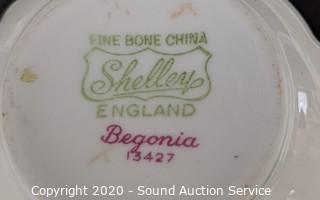 FINE BONE CHINA
Shelley
ENGLAND
Begonia
13427
Copyright 2020 - Sound Auction Service